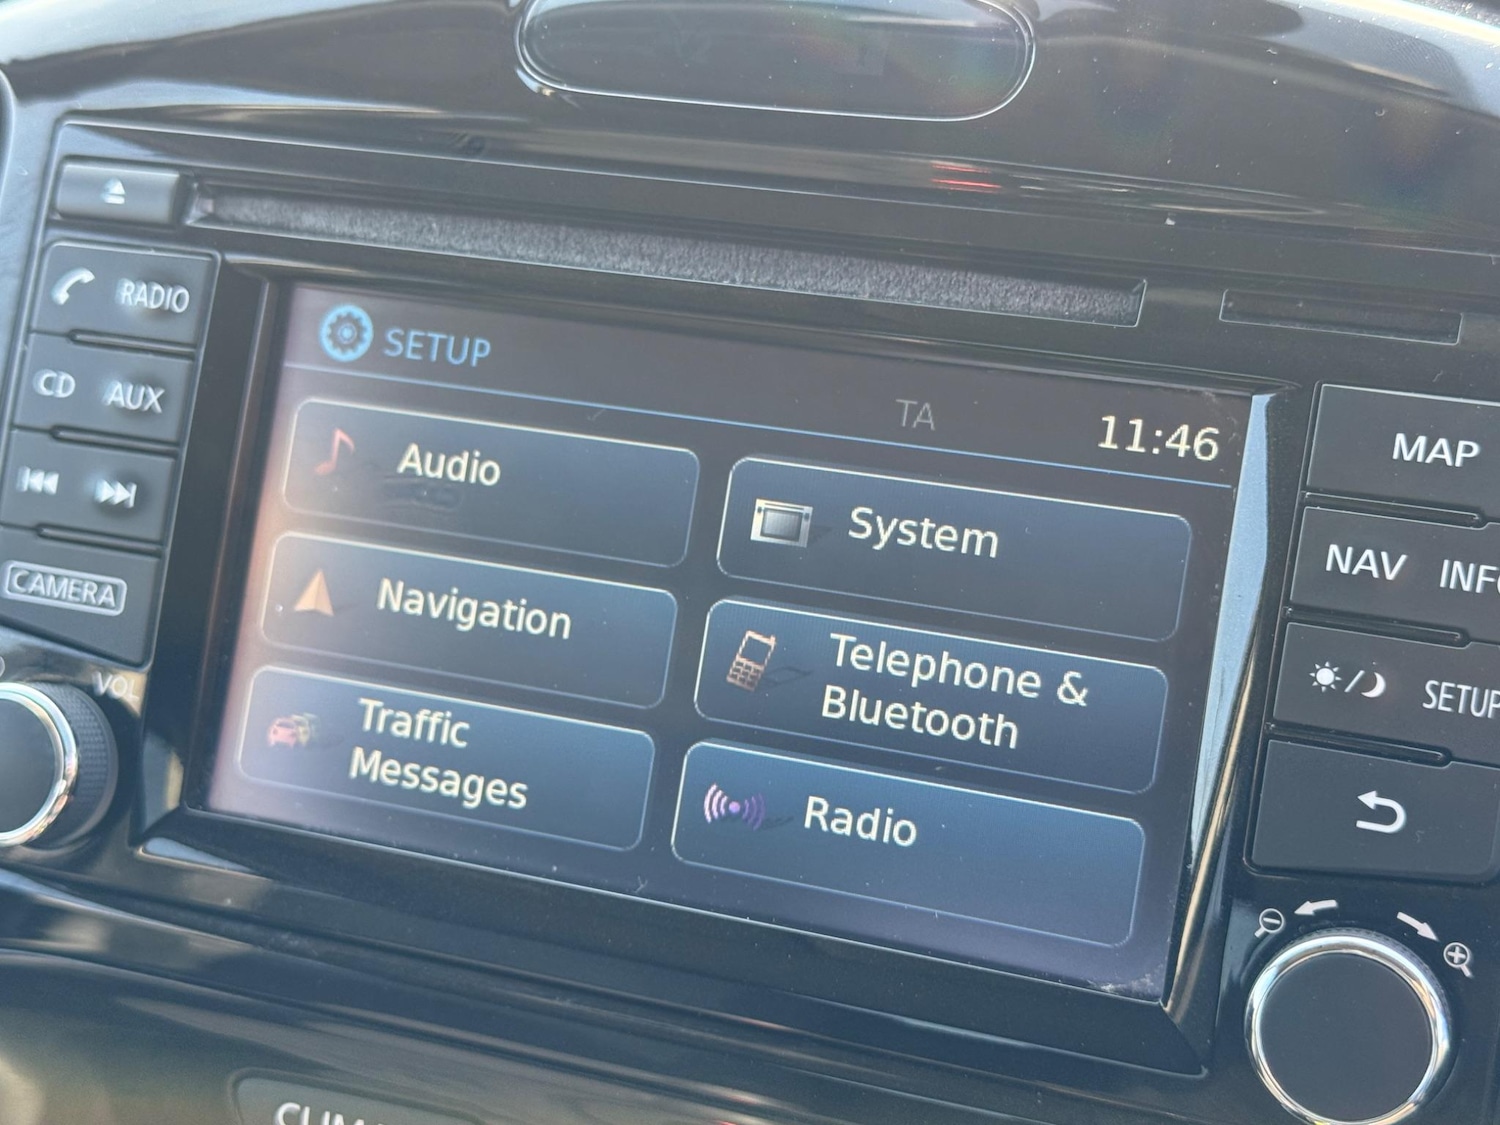 RADIO
CD AUX
CAMERA
VOL
SETUP
TA
11:46
Audio
System
Navigation
Telephone &
Bluetooth
Traffic
Messages
Radio
MAP
NAV
SETUP